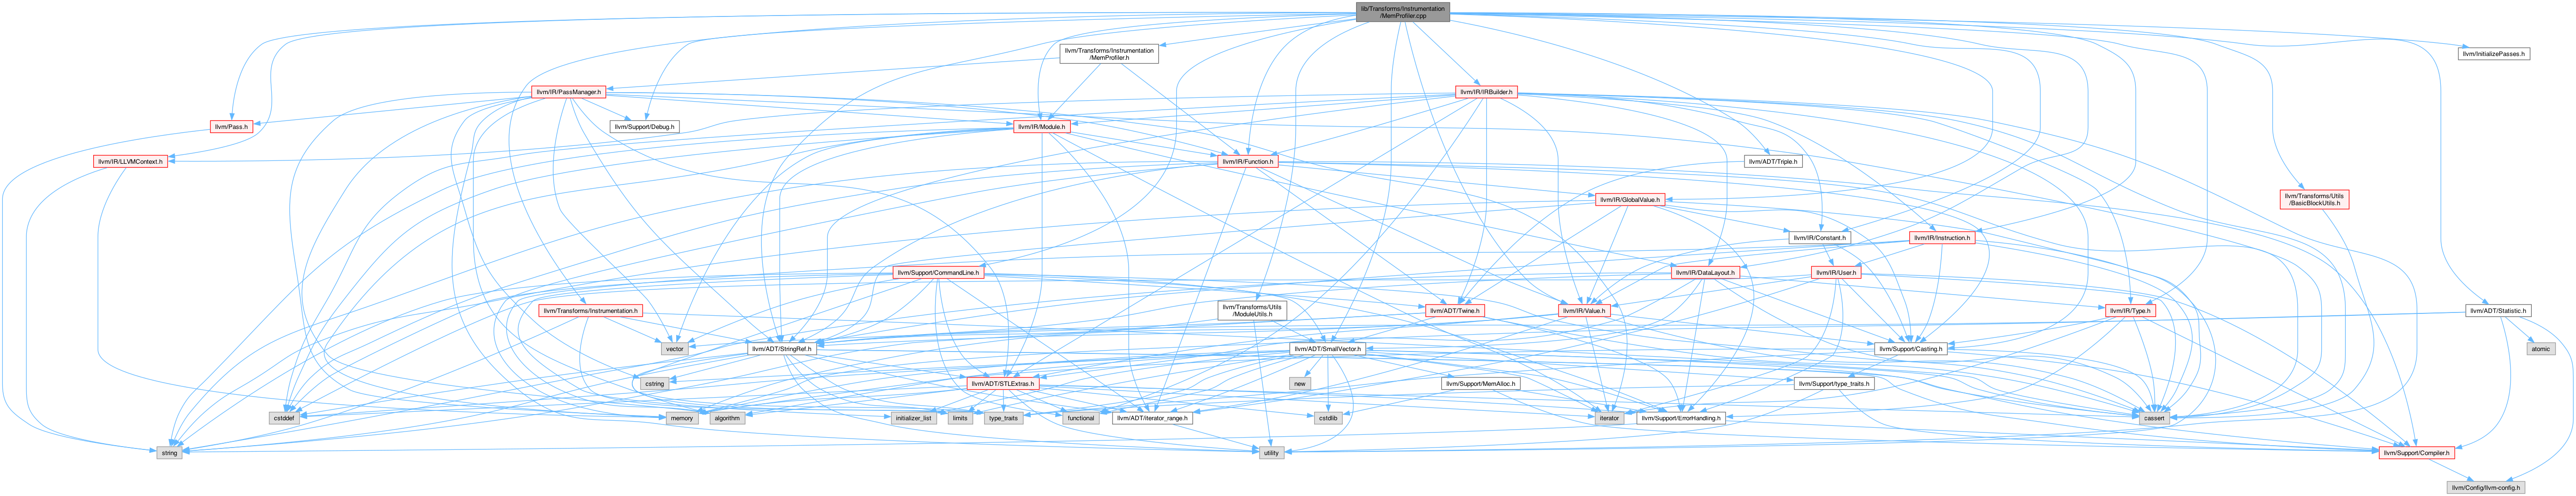 lib/Transforms/Instrumentation
/MemProfiler.cpp
llvm/Transforms/Instrumentation
/MemProfiler.h
llvm/InitializePasses.h
llvm/IR/PassManager.h
llvm/IR/IRBuilder.h
llvm/Pass.h
llvm/Support/Debug.h
llvm/IR/Module.h
llvm/IR/LLVMContext.h
llvm/IR/Function.h
llvm/ADT/Triple.h
llvm/IR/GlobalValue.h
llvm/Transforms/Utils
/BasicBlockUtils.h
llvm/IR/Constant.h
llvm/IR/Instruction.h
llvm/Support/CommandLine.h
llvm/IR/DataLayout.h
llvm/IR/User.h
llvm/Transforms/Instrumentation.h
llvm/Transforms/Utils
/ModuleUtils.h
llvm/ADT/Twine.h
llvm/IR/Value.h
llvm/IR/Type.h
llvm/ADT/Statistic.h
vector
llvm/ADT/StringRef.h
llvm/ADT/SmallVector.h
llvm/Support/Casting.h
atomic
cstring
llvm/ADT/STLExtras.h
new
llvm/Support/MemAlloc.h
llvm/Support/type_traits.h
cstddef
memory
algorithm
initializer_list
limits
type_traits
functional
llvm/ADT/iterator_range.h
cstdlib
iterator
llvm/Support/ErrorHandling.h
cassert
string
utility
llvm/Support/Compiler.h
llvm/Config/llvm-config.h